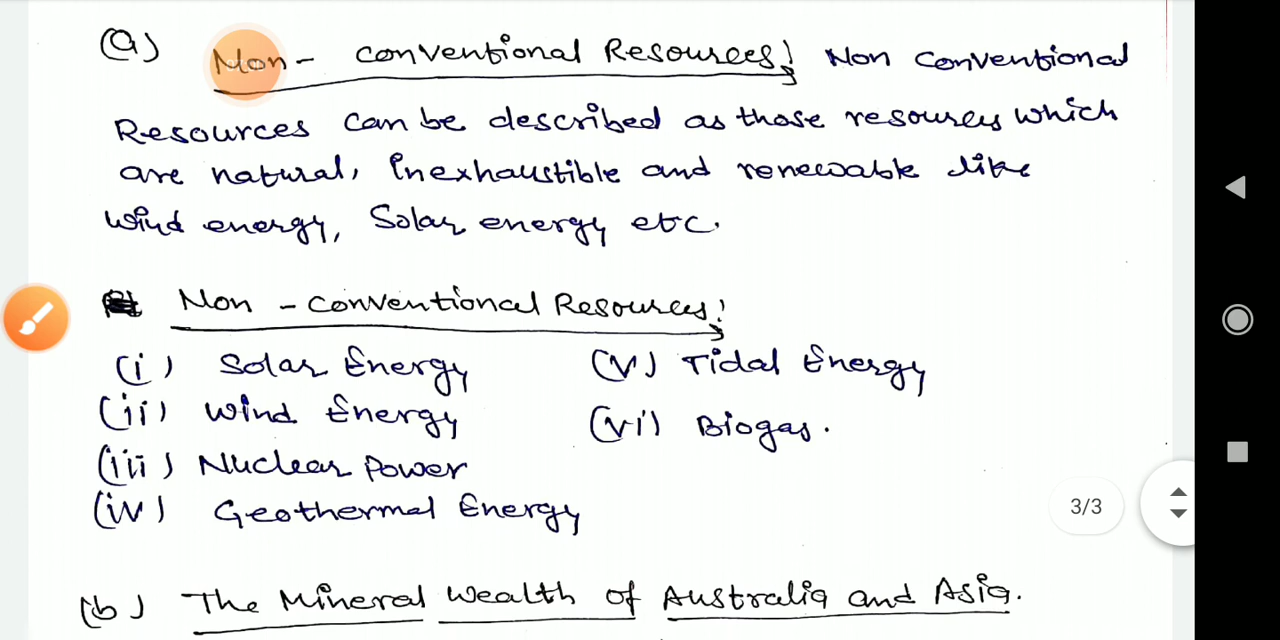 (a) Non- conventional Resources: Non conventional
Resources can be described as those resources which
are natural, inexhaustible and renewable like
wind energy, Solar energy etc.
Non - conventional Resources:
(i) Solar Energy (v) Tidal Energy
(ii) Wind Energy (vi) Biogas.
(iii) Nuclear Power
(iv) Geothermal Energy
3/3
(b) The Mineral wealth of Australia and Asia.